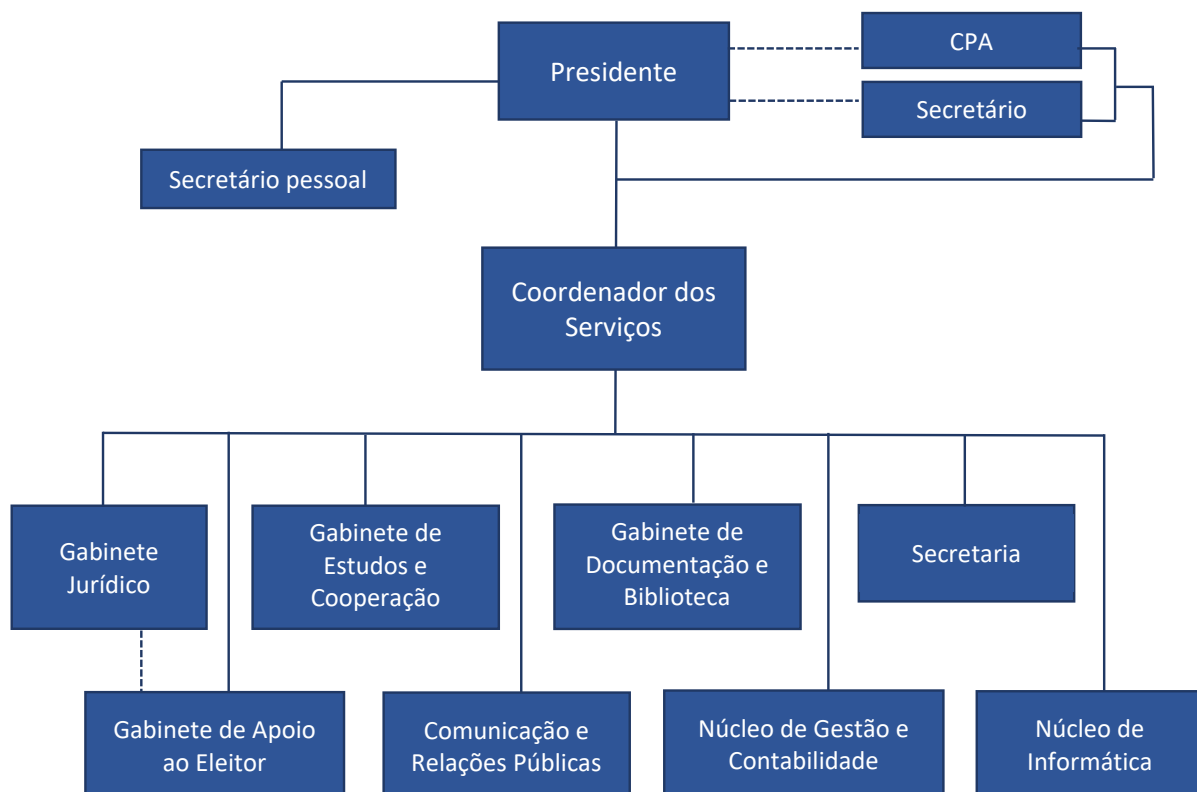 CPA
Presidente
Secretário
Secretário pessoal
Coordenador dos
Serviços
Gabinete
Jurídico
Gabinete de
Estudos e
Cooperação
Gabinete de
Documentação e
Biblioteca
Secretaria
Gabinete de Apoio
ao Eleitor
Comunicação e
Relações Públicas
Núcleo de Gestão e
Contabilidade
Núcleo de
Informática